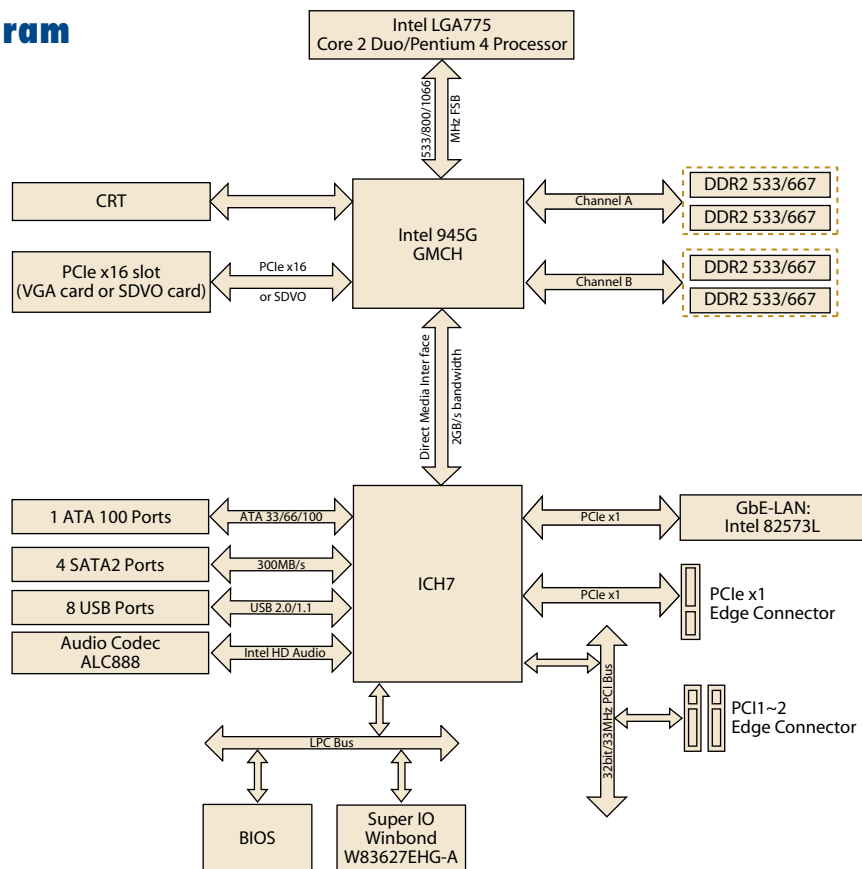 ram
Intel LGA775
Core 2 Duo/Pentium 4 Processor
533/800/1066
MHz FSB
CRT
Intel 945G
GMCH
Channel A
DDR2 533/667
DDR2 533/667
PCIe x16 slot
(VGA card or SDVO card)
PCIe x16
or SDVO
Channel B
DDR2 533/667
DDR2 533/667
Direct Media Interface
2GB/s bandwidth
1 ATA 100 Ports
ATA 33/66/100
ICH7
PCIe x1
GbE-LAN:
Intel 82573L
4 SATA2 Ports
300MB/s
8 USB Ports
USB 2.0/1.1
PCIe x1
PCIe x1
Edge Connector
Audio Codec
ALC888
Intel HD Audio
32bit/33MHz PCI Bus
PCI1~2
Edge Connector
LPC Bus
BIOS
Super IO
Winbond
W83627EHG-A